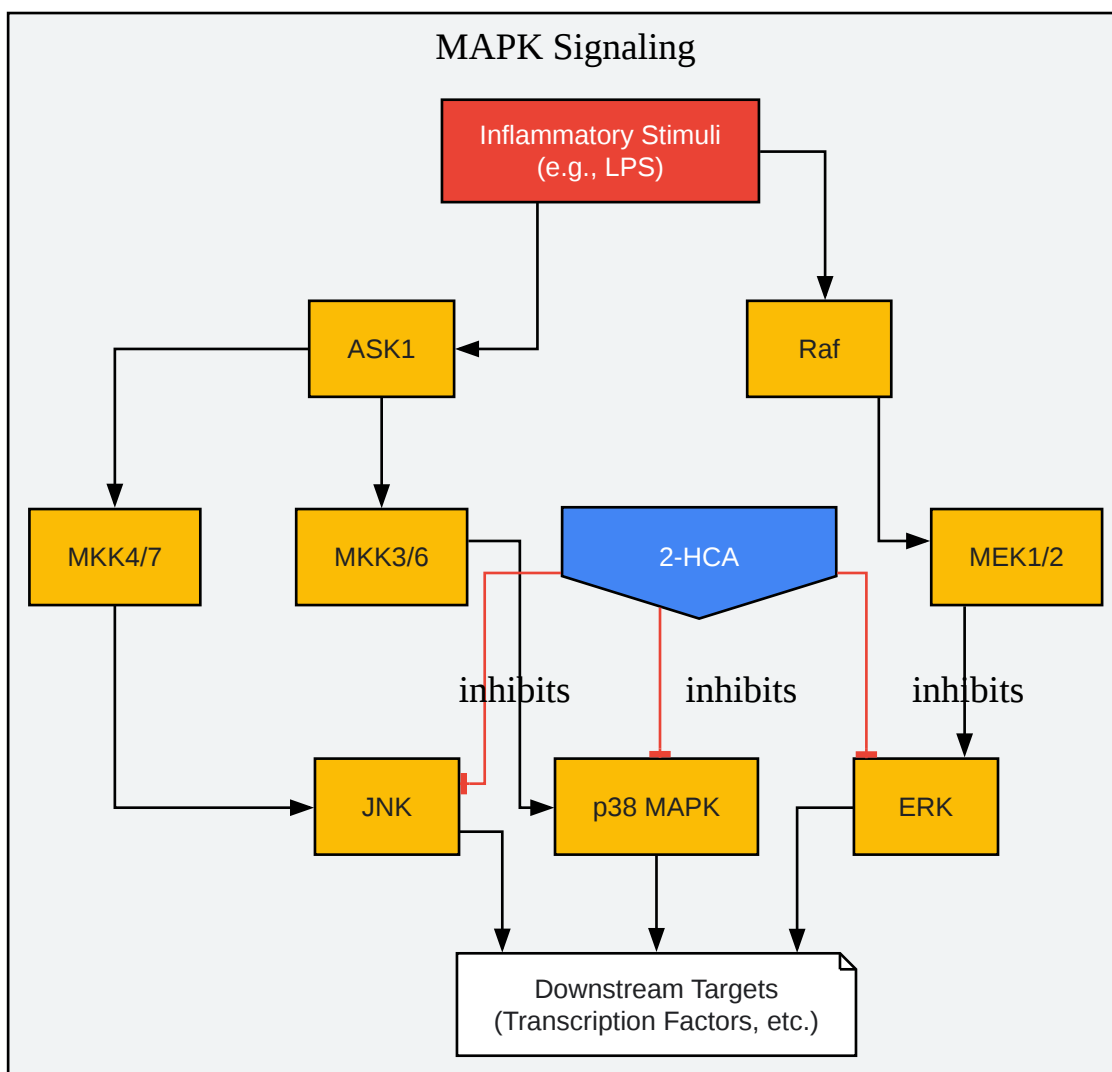 MAPK Signaling
Inflammatory Stimuli
(e.g., LPS)
ASK1
Raf
MKK4/7
MKK3/6
2-HCA
MEK1/2
inhibits
inhibits
inhibits
JNK
p38 MAPK
ERK
Downstream Targets
(Transcription Factors, etc.)